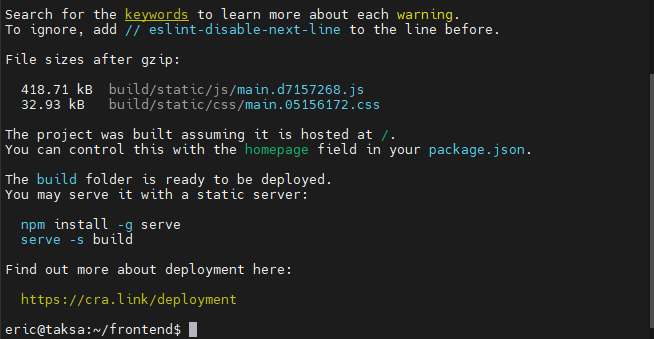 Search for the keywords to learn more about each warning.
To ignore, add // eslint-disable-next-line to the line before.
File sizes after gzip:
418.71 kB  build/static/js/main.d7157268.js
32.93 kB   build/static/css/main.05156172.css
The project was built assuming it is hosted at /.
You can control this with the homepage field in your package.json.
The build folder is ready to be deployed.
You may serve it with a static server:
npm install -g serve
serve -s build
Find out more about deployment here:
https://cra.link/deployment
eric@taksa:~/frontend$